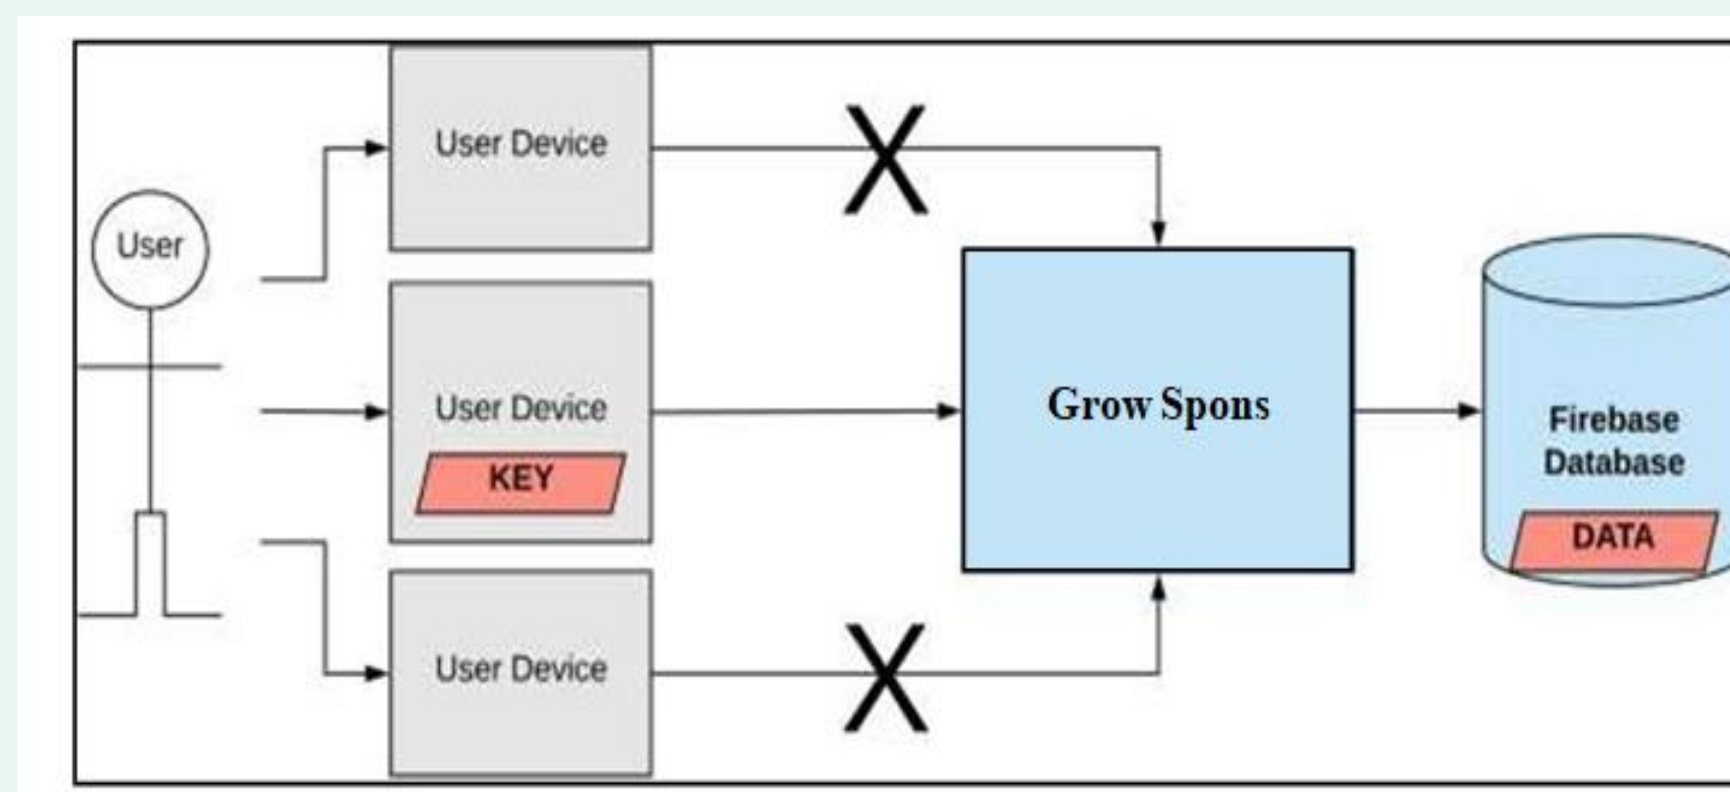 User
User Device
X
User Device
KEY
User Device
X
Grow Spons
Firebase
Database
DATA